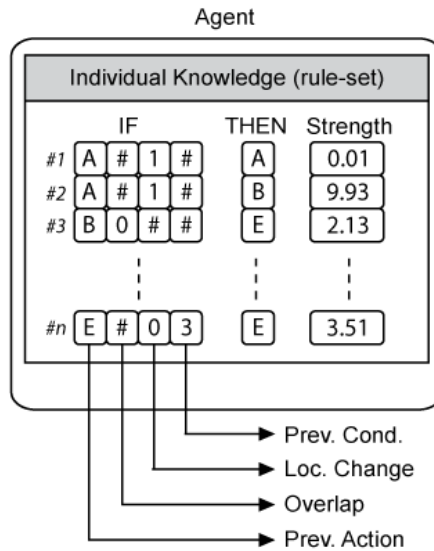 Agent
Individual Knowledge (rule-set)
IF THEN Strength
#1 A # 1 # A 0.01
#2 A # 1 # B 9.93
#3 B 0 # # E 2.13
#n E # 0 3 E 3.51
Prev. Cond.
Loc. Change
Overlap
Prev. Action